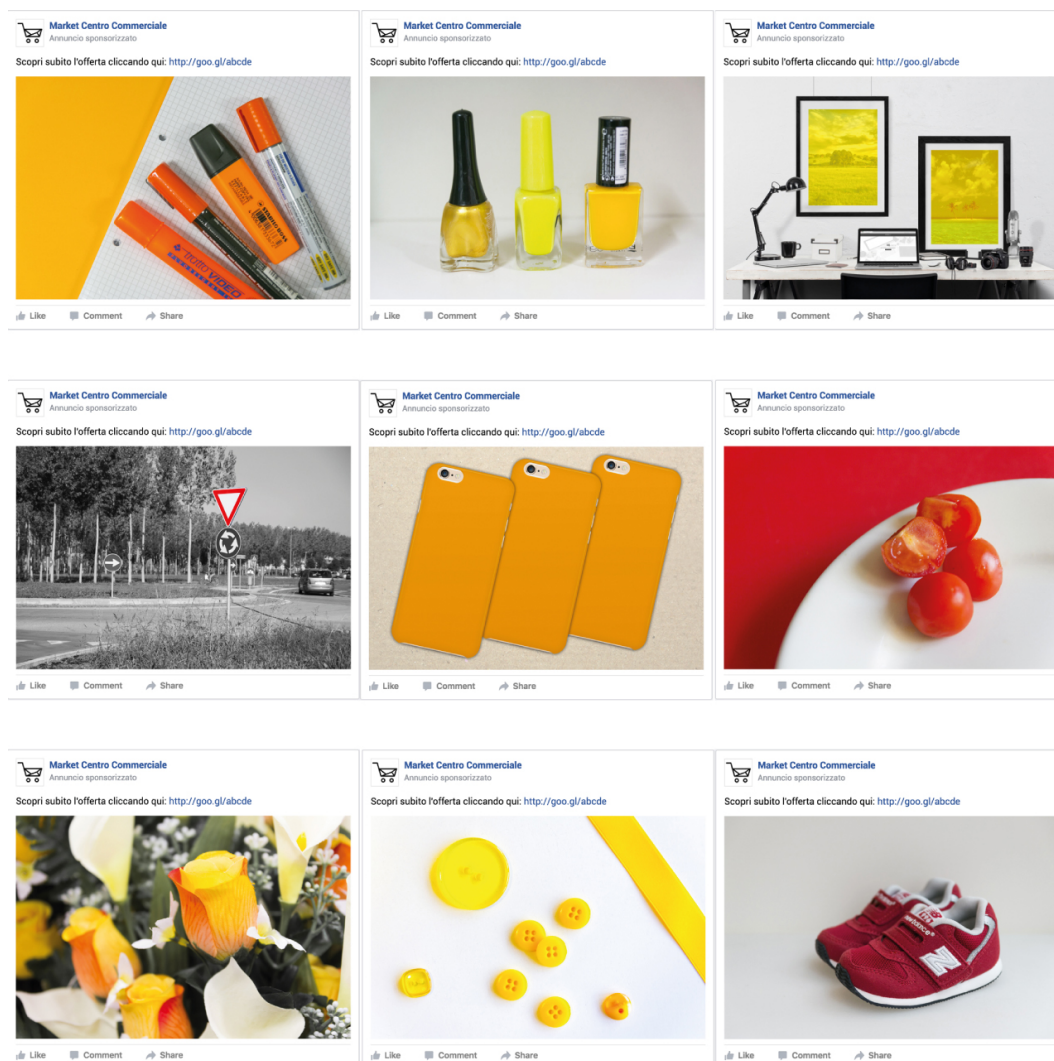 Market Centro Commerciale
Annuncio sponsorizzato
Scopri subito l'offerta cliccando qui: http://goo.gl/abcde
TRATTO VIDEO
Like Comment Share
Market Centro Commerciale
Annuncio sponsorizzato
Scopri subito l'offerta cliccando qui: http://goo.gl/abcde
Like Comment Share
Market Centro Commerciale
Annuncio sponsorizzato
Scopri subito l'offerta cliccando qui: http://goo.gl/abcde
Like Comment Share
Market Centro Commerciale
Annuncio sponsorizzato
Scopri subito l'offerta cliccando qui: http://goo.gl/abcde
Like Comment Share
Market Centro Commerciale
Annuncio sponsorizzato
Scopri subito l'offerta cliccando qui: http://goo.gl/abcde
Like Comment Share
Market Centro Commerciale
Annuncio sponsorizzato
Scopri subito l'offerta cliccando qui: http://goo.gl/abcde
Like Comment Share
Market Centro Commerciale
Annuncio sponsorizzato
Scopri subito l'offerta cliccando qui: http://goo.gl/abcde
Like Comment Share
Market Centro Commerciale
Annuncio sponsorizzato
Scopri subito l'offerta cliccando qui: http://goo.gl/abcde
Like Comment Share
Market Centro Commerciale
Annuncio sponsorizzato
Scopri subito l'offerta cliccando qui: http://goo.gl/abcde
new balance
N
Like Comment Share